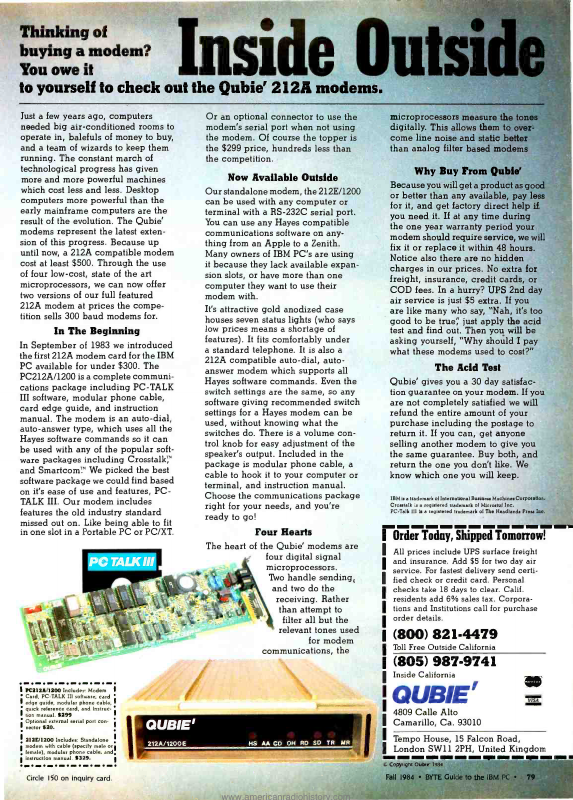 Thinking of
buying a modem?
You owe it
Inside Outside
to yourself to check out the Qubie' 212A modems.
Just a few years ago, computers
needed big air-conditioned rooms to
operate in, balefuls of money to buy,
and a team of wizards to keep them
running. The constant march of
technological progress has given
more and more powerful machines
which cost less and less. Desktop
computers more powerful than the
early mainframe computers are the
result of the evolution. The Qubie'
modems represent the latest exten-
sion of this progress. Because up
until now, a 212A compatible modem
cost at least $500. Through the use
of four low-cost, state of the art
microprocessors, we can now offer
two versions of our full featured
212A modem at prices the compe-
tition sells 300 baud modems for.
In The Beginning
In September of 1983 we introduced
the first 212A modem card for the IBM
PC available for under $300. The
PC212A/1200 is a complete communi-
cations package including PC-TALK
III software, modular phone cable,
card edge guide, and instruction
manual. The modem is an auto-dial,
auto-answer type, which uses all the
Hayes software commands so it can
be used with any of the popular soft-
ware packages including Crosstalk,™
and Smartcom.™ We picked the best
software package we could find based
on it's ease of use and features, PC-
TALK III. Our modem includes
features the old industry standard
missed out on. Like being able to fit
in one slot in a Portable PC or PC/XT.
Or an optional connector to use the
modem's serial port when not using
the modem. Of course the topper is
the $299 price, hundreds less than
the competition.
Now Available Outside
Our standalone modem, the 212E/1200
can be used with any computer or
terminal with a RS-232C serial port.
You can use any Hayes compatible
communications software on any-
thing from an Apple to a Zenith.
Many owners of IBM PC's are using
it because they lack available expan-
sion slots, or have more than one
computer they want to use their
modem with.
It's attractive gold anodized case
houses seven status lights (who says
low prices means a shortage of
features). It fits comfortably under
a standard telephone. It is also a
212A compatible auto-dial, auto-
answer modem which supports all
Hayes software commands. Even the
switch settings are the same, so any
software giving recommended switch
settings for a Hayes modem can be
used, without knowing what the
switches do. There is a volume con-
trol knob for easy adjustment of the
speaker's output. Included in the
package is modular phone cable, a
cable to hook it to your computer or
terminal, and instruction manual.
Choose the communications package
right for your needs, and you're
ready to go!
Four Hearts
The heart of the Qubie' modems are
four digital signal
microprocessors.
Two handle sending,
and two do the
receiving. Rather
than attempt to
filter all but the
relevant tones used
for modem
communications, the
microprocessors measure the tones
digitally. This allows them to over-
come line noise and static better
than analog filter based modems
Why Buy From Qubie'
Because you will get a product as good
or better than any available, pay less
for it, and get factory direct help if
you need it. If at any time during
the one year warranty period your
modem should require service, we will
fix it or replace it within 48 hours.
Notice also there are no hidden
charges in our prices. No extra for
freight, insurance, credit cards, or
COD fees. In a hurry? UPS 2nd day
air service is just $5 extra. If you
are like many who say, "Nah, it's too
good to be true", just apply the acid
test and find out. Then you will be
asking yourself, "Why should I pay
what these modems used to cost?"
The Acid Test
Qubie' gives you a 30 day satisfac-
tion guarantee on your modem. If you
are not completely satisfied we will
refund the entire amount of your
purchase including the postage to
return it. If you can, get anyone
selling another modem to give you
the same guarantee. Buy both, and
return the one you don't like. We
know which one you will keep.
IBM is a trademark of International Business Machines Corporation.
Crosstalk is a registered trademark of Microstuf Inc.
PC-Talk III is a registered trademark of The Headlands Press Inc.
Order Today, Shipped Tomorrow!
All prices include UPS surface freight
and insurance. Add $5 for two day air
service. For fastest delivery send certi-
fied check or credit card. Personal
checks take 18 days to clear. Calif.
residents add 6% sales tax. Corpora-
tions and Institutions call for purchase
order details.
(800) 821-4479
Toll Free Outside California
(805) 987-9741
Inside California
QUBIE'
4809 Calle Alto
Camarillo, Ca. 93010
Tempo House, 15 Falcon Road,
London SW11 2PH, United Kingdom
© Copyright Qubie' 1984
PC TALK III
PC212A/1200 Includes: Modem
Card, PC-TALK III software, card
edge guide, modular phone cable,
quick reference card, and instruc-
tion manual. $299
Optional external serial port con-
nector $20.
212E/1200 Includes: Standalone
modem with cable (specify male or
female), modular phone cable, and
instruction manual. $329.
QUBIE'
212A/1200E HS AA CD OH RD SD TR MR
Circle 150 on inquiry card.
Fall 1984 • BYTE Guide to the IBM PC • 79
www.americanradiohistory.com